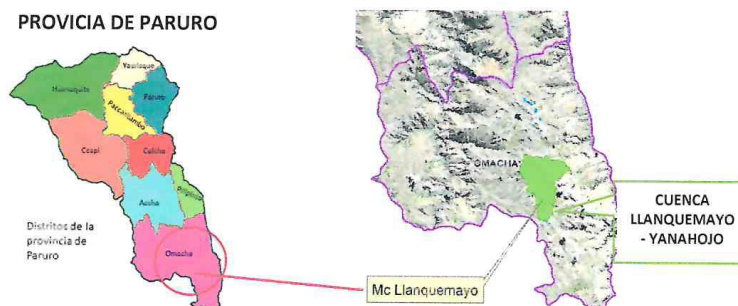 PROVICIA DE PARURO
Yaurisque
Huanoquite
Paruro
Paccaritambo
Ccapi
Colcha
Accha
Pillpinto
Distritos de la
provincia de
Paruro
Omacha
OMACHA
CUENCA
LLANQUEMAYO
- YANAHOJO
Mc Llanquemayo